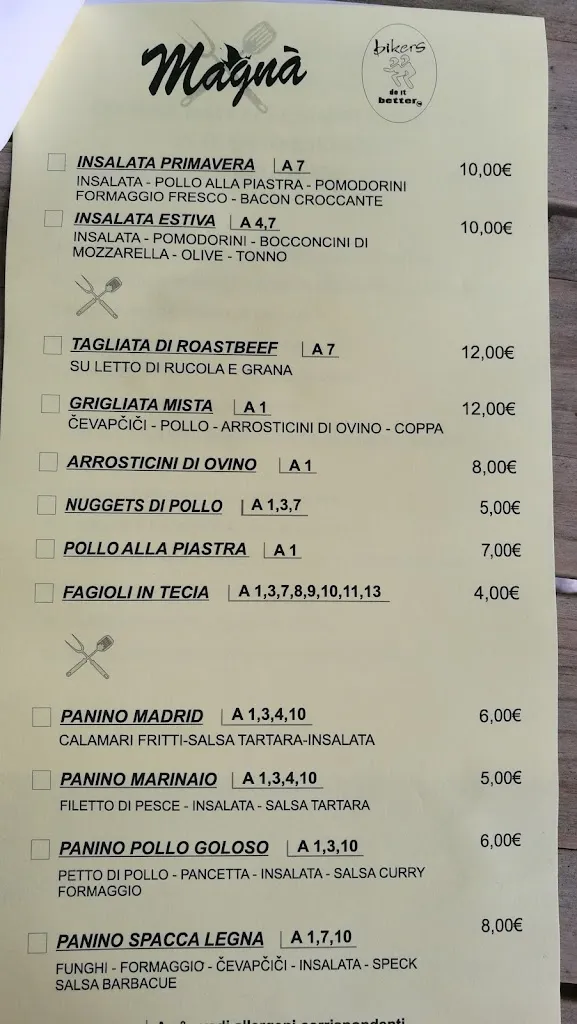 Magnà
bikers
do it
better
INSALATA PRIMAVERA A 7 10,00€
INSALATA - POLLO ALLA PIASTRA - POMODORINI
FORMAGGIO FRESCO - BACON CROCCANTE
INSALATA ESTIVA A 4,7 10,00€
INSALATA - POMODORINI - BOCCONCINI DI
MOZZARELLA - OLIVE - TONNO
TAGLIATA DI ROASTBEEF A 7 12,00€
SU LETTO DI RUCOLA E GRANA
GRIGLIATA MISTA A 1 12,00€
ČEVAPČIČI - POLLO - ARROSTICINI DI OVINO - COPPA
ARROSTICINI DI OVINO A 1 8,00€
NUGGETS DI POLLO A 1,3,7 5,00€
POLLO ALLA PIASTRA A 1 7,00€
FAGIOLI IN TECIA A 1,3,7,8,9,10,11,13 4,00€
PANINO MADRID A 1,3,4,10 6,00€
CALAMARI FRITTI-SALSA TARTARA-INSALATA
PANINO MARINAIO A 1,3,4,10 5,00€
FILETTO DI PESCE - INSALATA - SALSA TARTARA
PANINO POLLO GOLOSO A 1,3,10 6,00€
PETTO DI POLLO - PANCETTA - INSALATA - SALSA CURRY
FORMAGGIO
PANINO SPACCA LEGNA A 1,7,10 8,00€
FUNGHI - FORMAGGIO - ČEVAPČIČI - INSALATA - SPECK
SALSA BARBACUE
vedi allergeni corrispondenti